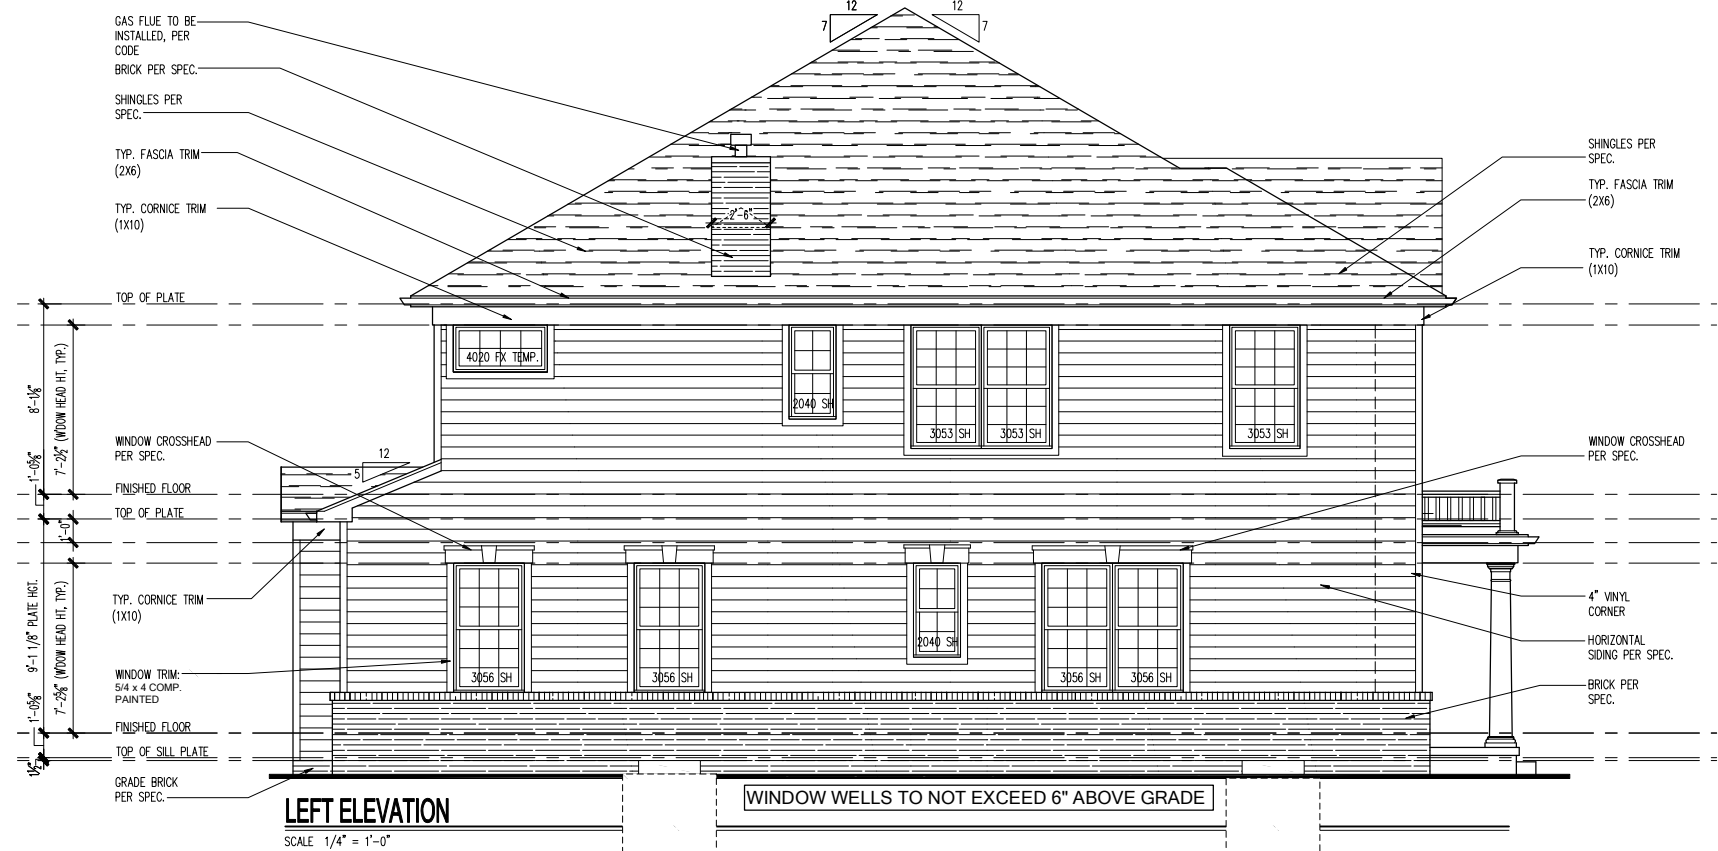 GAS FLUE TO BE
INSTALLED, PER
CODE
BRICK PER SPEC.
SHINGLES PER
SPEC.
TYP. FASCIA TRIM
(2X6)
TYP. CORNICE TRIM
(1X10)
TOP OF PLATE
WINDOW CROSSHEAD
PER SPEC.
FINISHED FLOOR
TOP OF PLATE
TYP. CORNICE TRIM
(1X10)
WINDOW TRIM:
5/4 x 4 COMP.
PAINTED
FINISHED FLOOR
TOP OF SILL PLATE
GRADE BRICK
PER SPEC.
8'-1⅛"
7'-2½" (W'DOW HEAD HT, TYP.)
1'-0⅝"
1'-0"
9'-1 1/8" PLATE HGT.
7'-2⅝" (W'DOW HEAD HT, TYP.)
1'-0⅝"
1½"
12
7
12
7
2'-6"
12
5
4020 FX TEMP.
2040 SH
3053 SH
3053 SH
3053 SH
3056 SH
3056 SH
2040 SH
3056 SH
3056 SH
SHINGLES PER
SPEC.
TYP. FASCIA TRIM
(2X6)
TYP. CORNICE TRIM
(1X10)
WINDOW CROSSHEAD
PER SPEC.
4" VINYL
CORNER
HORIZONTAL
SIDING PER SPEC.
BRICK PER
SPEC.
WINDOW WELLS TO NOT EXCEED 6" ABOVE GRADE
LEFT ELEVATION
SCALE 1/4" = 1'-0"